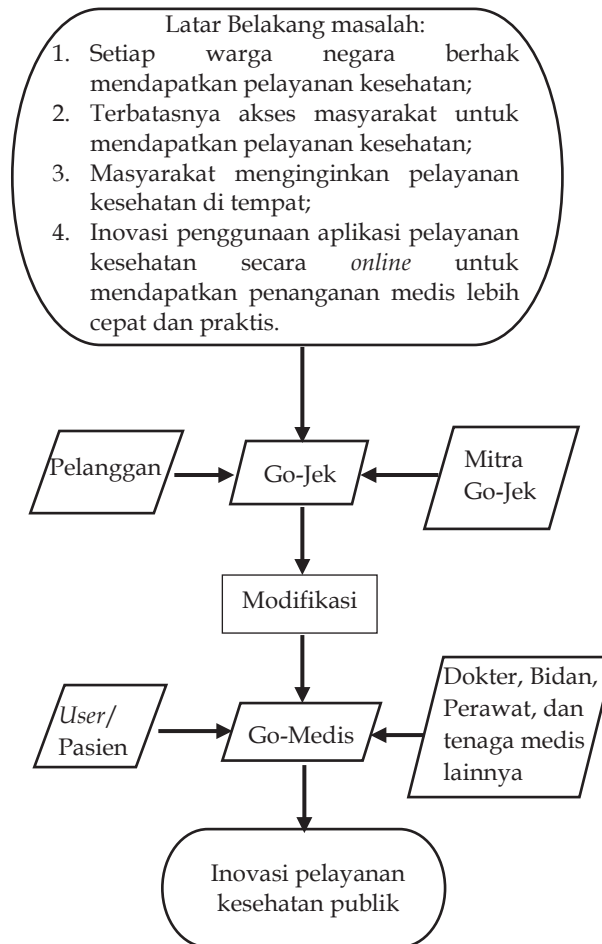 Latar Belakang masalah:
1. Setiap warga negara berhak
mendapatkan pelayanan kesehatan;
2. Terbatasnya akses masyarakat untuk
mendapatkan pelayanan kesehatan;
3. Masyarakat menginginkan pelayanan
kesehatan di tempat;
4. Inovasi penggunaan aplikasi pelayanan
kesehatan secara online untuk
mendapatkan penanganan medis lebih
cepat dan praktis.
Pelanggan
Go-Jek
Mitra
Go-Jek
Modifikasi
User/
Pasien
Go-Medis
Dokter, Bidan,
Perawat, dan
tenaga medis
lainnya
Inovasi pelayanan
kesehatan publik